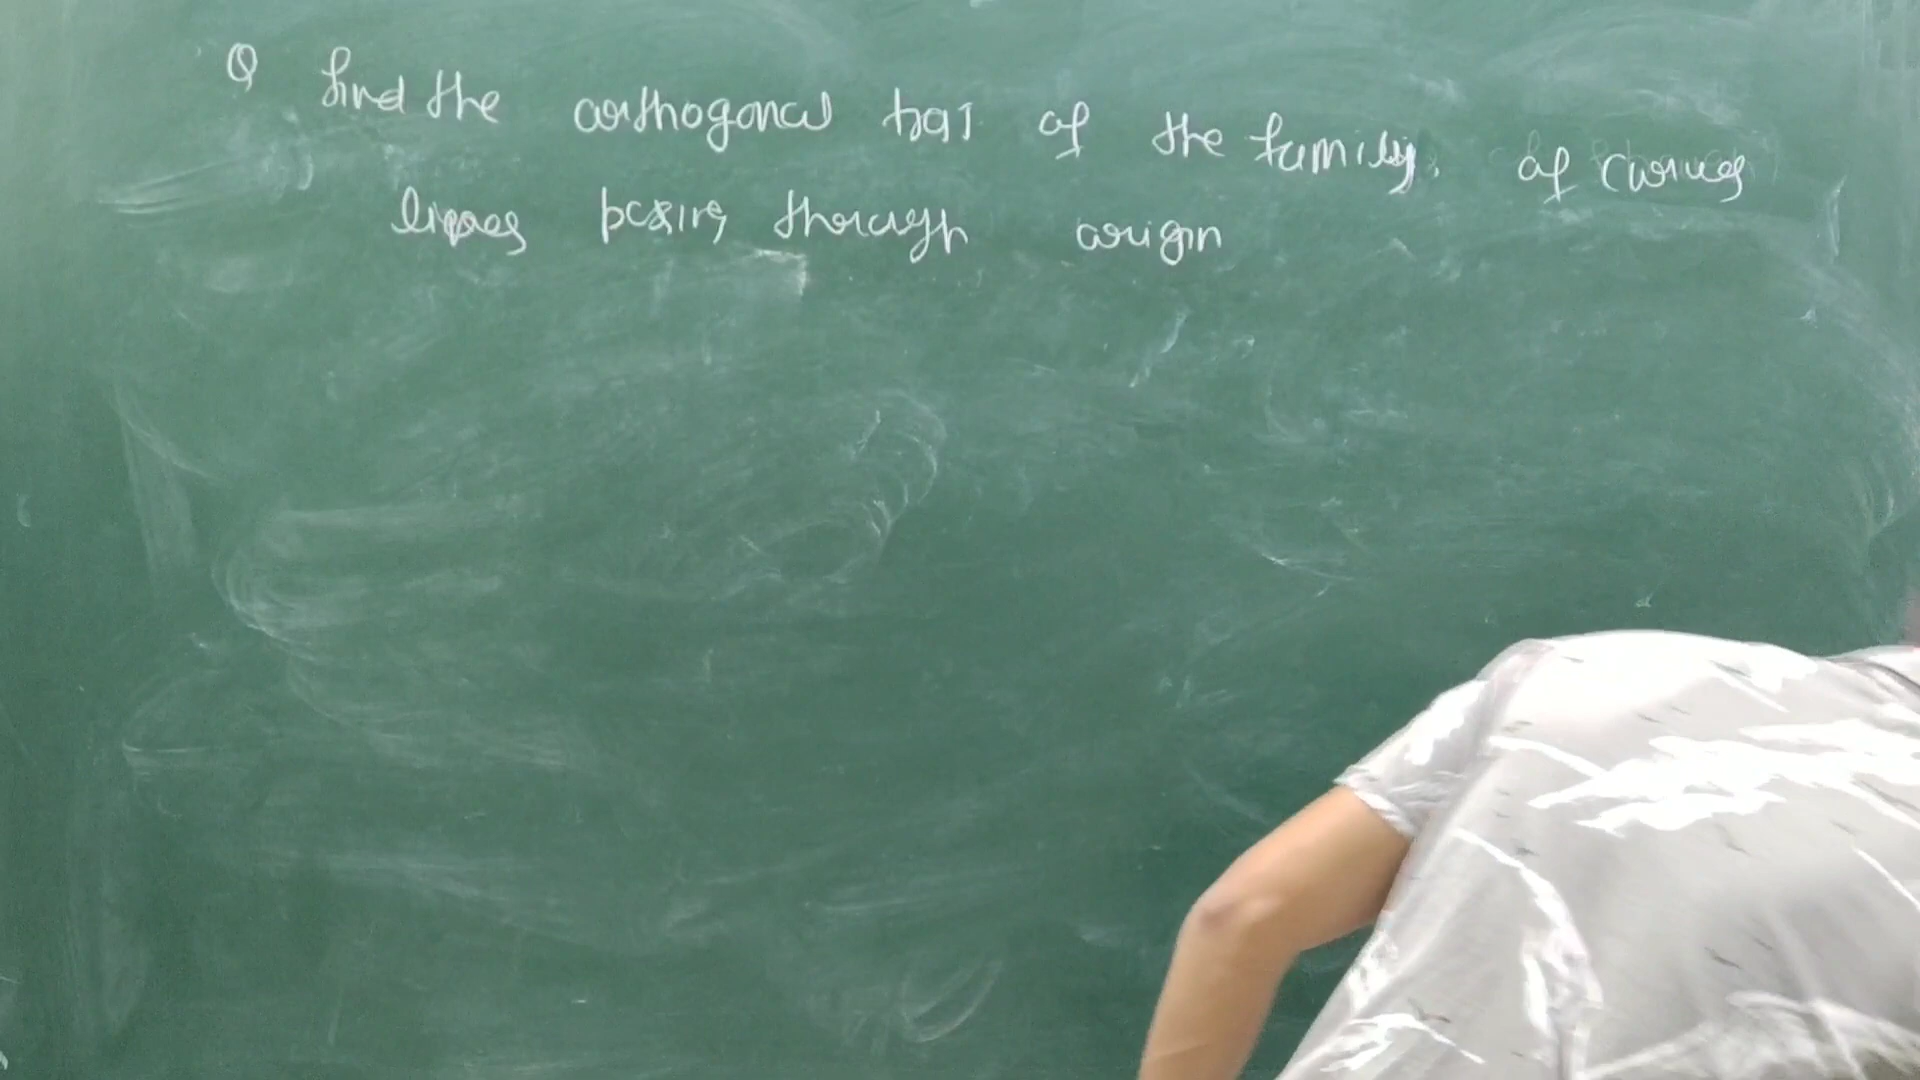 Q find the orthogonal traj of the family of curves
lines passing through origin